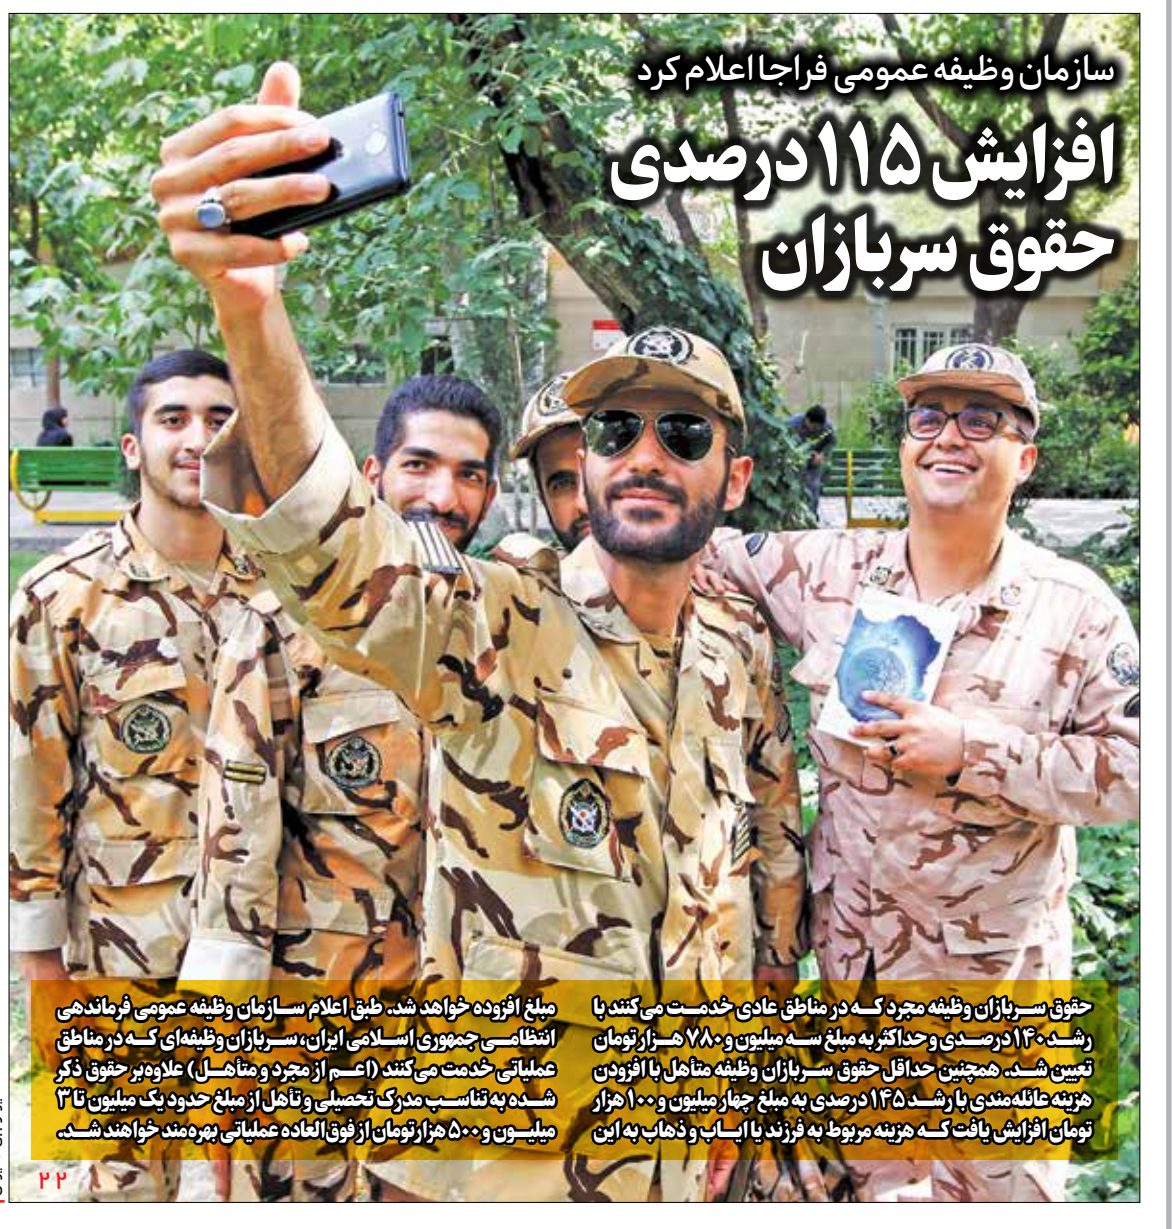 سازمان وظیفه عمومی فراجا اعلام کرد
افزایش ۱۱۵ درصدی
حقوق سربازان
حقوق سربازان وظیفه مجرد که در مناطق عادی خدمت می‌کنند با
رشد ۱۴۰ درصدی و حداکثر به مبلغ سه میلیون و ۷۸۰ هزار تومان
تعیین شد. همچنین حداقل حقوق سربازان وظیفه متأهل با افزودن
هزینه عائله‌مندی با رشد ۱۴۵ درصدی به مبلغ چهار میلیون و ۱۰۰ هزار
تومان افزایش یافت که هزینه مربوط به فرزند یا ایاب و ذهاب به این
مبلغ افزوده خواهد شد. طبق اعلام سازمان وظیفه عمومی فرماندهی
انتظامی جمهوری اسلامی ایران، سربازان وظیفه‌ای که در مناطق
عملیاتی خدمت می‌کنند (اعم از مجرد و متأهل) علاوه‌بر حقوق ذکر
شده به تناسب مدرک تحصیلی و تأهل از مبلغ حدود یک میلیون تا ۳
میلیون و ۵۰۰ هزار تومان از فوق‌العاده عملیاتی بهره‌مند خواهند شد.
۲۲